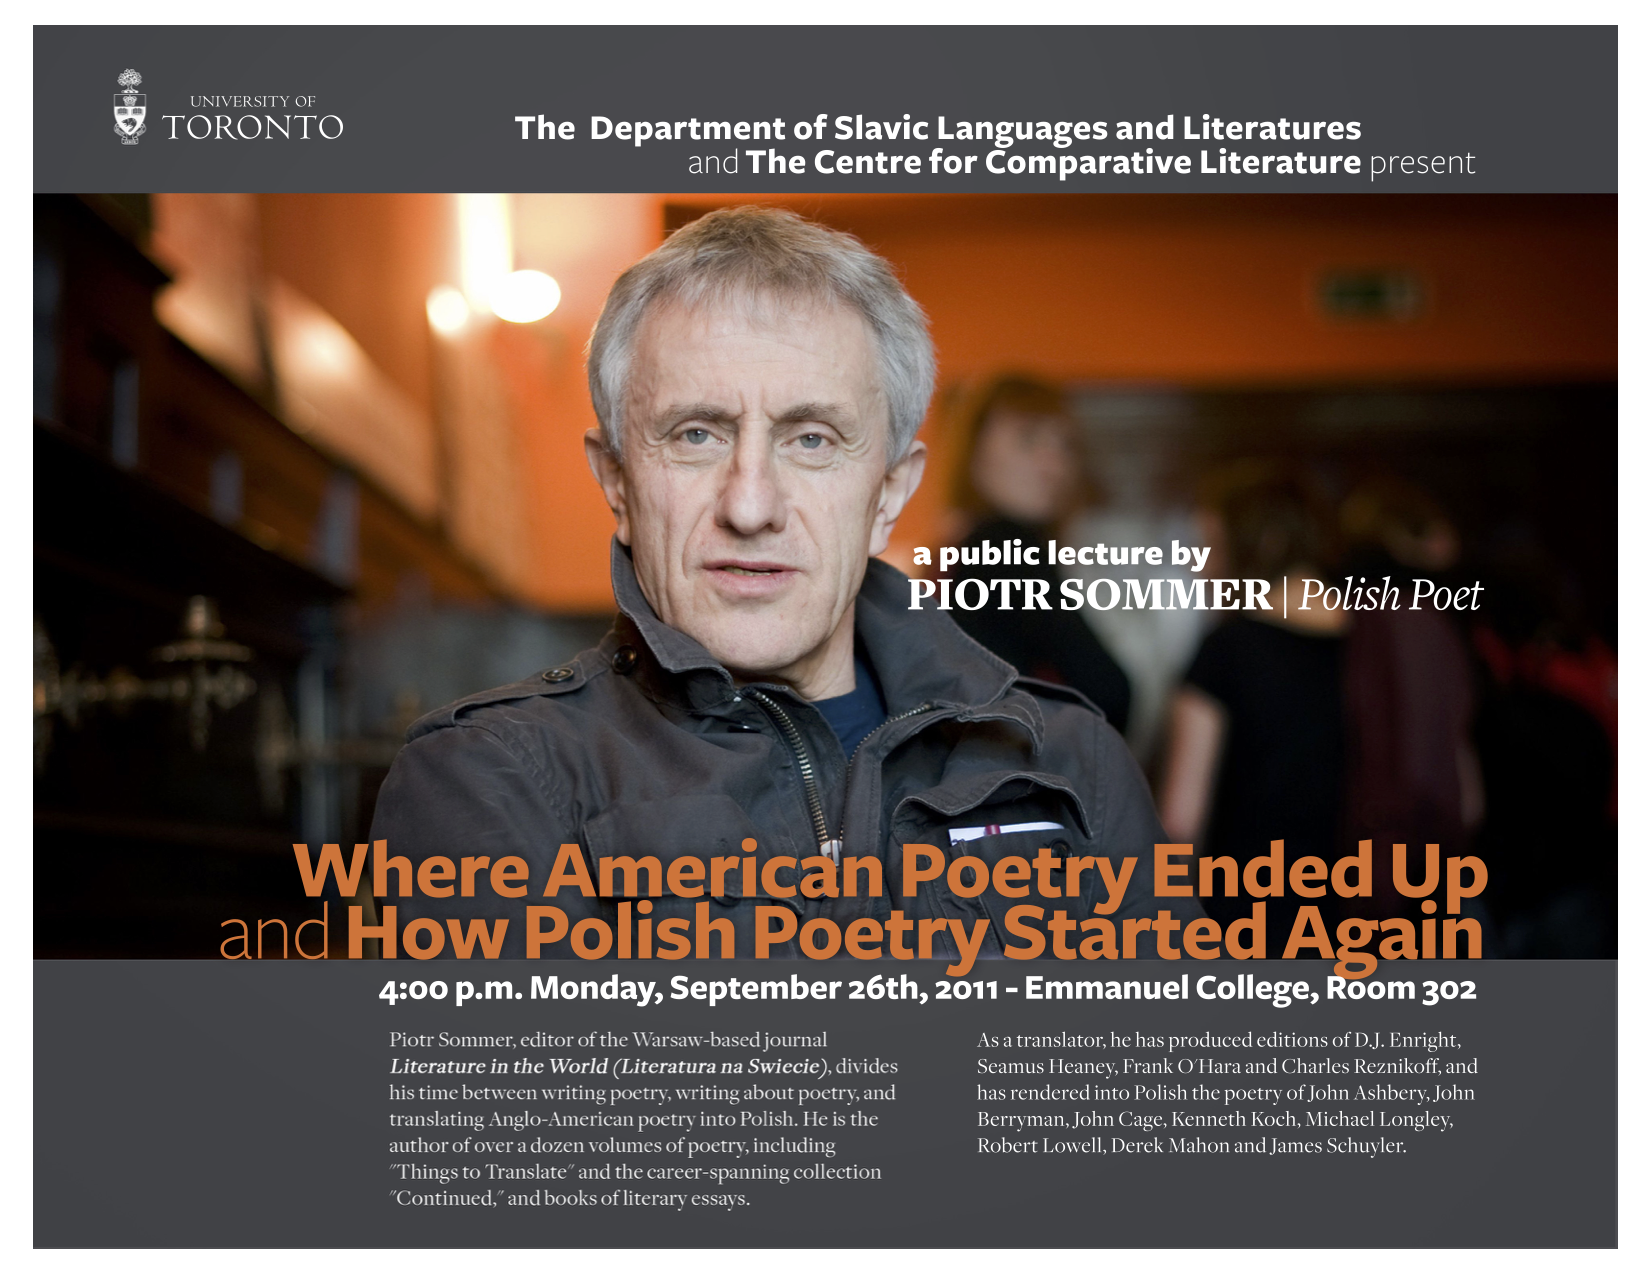 UNIVERSITY OF
TORONTO
The Department of Slavic Languages and Literatures
and The Centre for Comparative Literature present
a public lecture by
PIOTR SOMMER | Polish Poet
Where American Poetry Ended Up
and How Polish Poetry Started Again
4:00 p.m. Monday, September 26th, 2011 – Emmanuel College, Room 302
Piotr Sommer, editor of the Warsaw-based journal
Literature in the World (Literatura na Swiecie), divides
his time between writing poetry, writing about poetry, and
translating Anglo-American poetry into Polish. He is the
author of over a dozen volumes of poetry, including
"Things to Translate" and the career-spanning collection
"Continued," and books of literary essays.
As a translator, he has produced editions of D.J. Enright,
Seamus Heaney, Frank O'Hara and Charles Reznikoff, and
has rendered into Polish the poetry of John Ashbery, John
Berryman, John Cage, Kenneth Koch, Michael Longley,
Robert Lowell, Derek Mahon and James Schuyler.